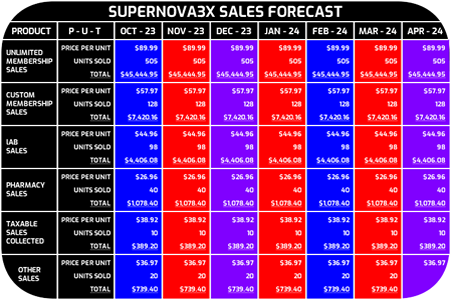 SUPERNOVA3X SALES FORECAST
PRODUCT P - U - T OCT - 23 NOV - 23 DEC - 23 JAN - 24 FEB - 24 MAR - 24 APR - 24
UNLIMITED MEMBERSHIP SALES
PRICE PER UNIT $89.99 $89.99 $89.99 $89.99 $89.99 $89.99 $89.99
UNITS SOLD 505 505 505 505 505 505 505
TOTAL $45,444.95 $45,444.95 $45,444.95 $45,444.95 $45,444.95 $45,444.95 $45,444.95
CUSTOM MEMBERSHIP SALES
PRICE PER UNIT $57.97 $57.97 $57.97 $57.97 $57.97 $57.97 $57.97
UNITS SOLD 128 128 128 128 128 128 128
TOTAL $7,420.16 $7,420.16 $7,420.16 $7,420.16 $7,420.16 $7,420.16 $7,420.16
IAB SALES
PRICE PER UNIT $44.96 $44.96 $44.96 $44.96 $44.96 $44.96 $44.96
UNITS SOLD 98 98 98 98 98 98 98
TOTAL $4,406.08 $4,406.08 $4,406.08 $4,406.08 $4,406.08 $4,406.08 $4,406.08
PHARMACY SALES
PRICE PER UNIT $26.96 $26.96 $26.96 $26.96 $26.96 $26.96 $26.96
UNITS SOLD 40 40 40 40 40 40 40
TOTAL $1,078.40 $1,078.40 $1,078.40 $1,078.40 $1,078.40 $1,078.40 $1,078.40
TAXABLE SALES COLLECTED
PRICE PER UNIT $38.92 $38.92 $38.92 $38.92 $38.92 $38.92 $38.92
UNITS SOLD 10 10 10 10 10 10 10
TOTAL $389.20 $389.20 $389.20 $389.20 $389.20 $389.20 $389.20
OTHER SALES
PRICE PER UNIT $36.97 $36.97 $36.97 $36.97 $36.97 $36.97 $36.97
UNITS SOLD 20 20 20 20 20 20
TOTAL $739.40 $739.40 $739.40 $739.40 $739.40 $739.40